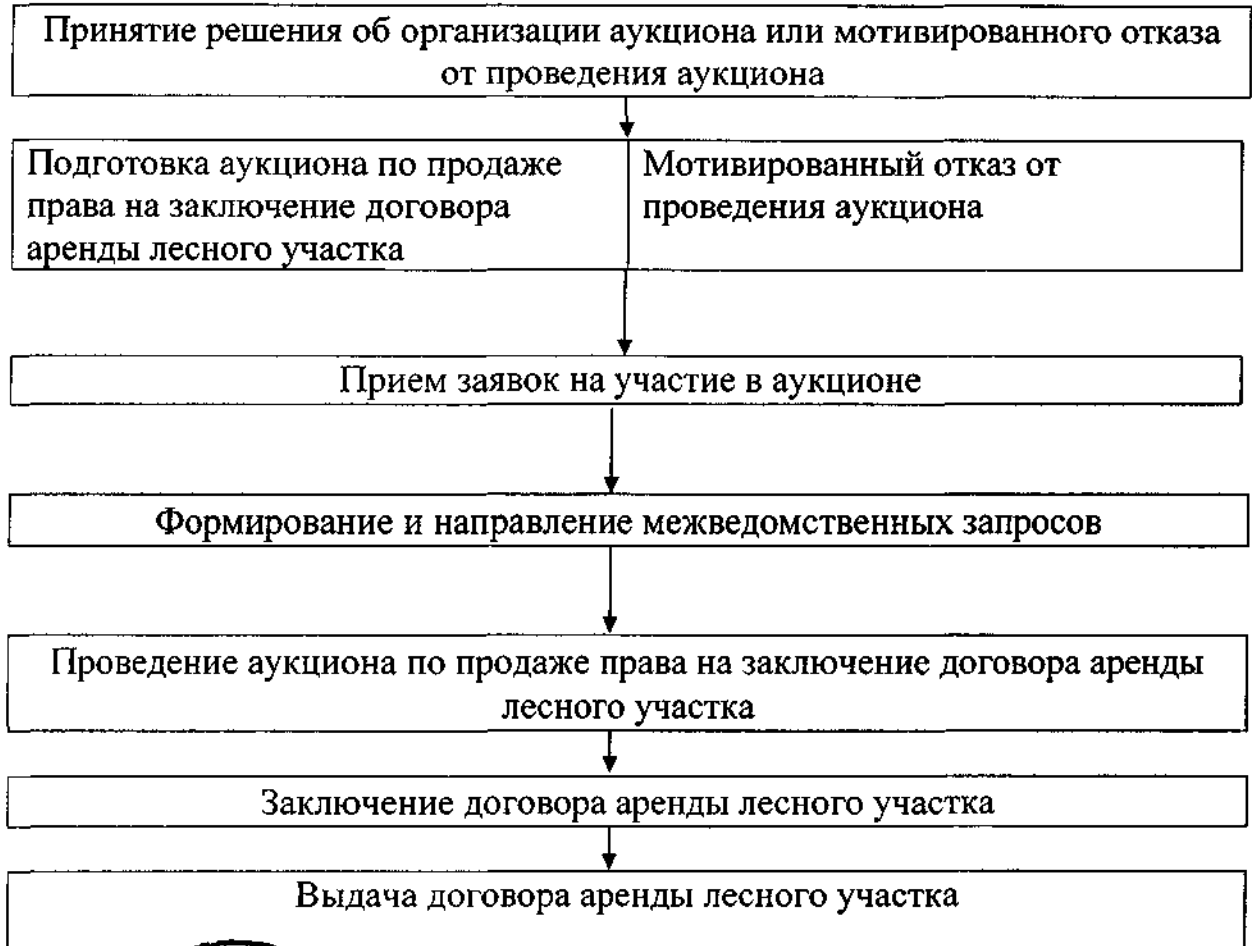 Принятие решения об организации аукциона или мотивированного отказа
от проведения аукциона
Подготовка аукциона по продаже
права на заключение договора
аренды лесного участка
Мотивированный отказ от
проведения аукциона
Прием заявок на участие в аукционе
Формирование и направление межведомственных запросов
Проведение аукциона по продаже права на заключение договора аренды
лесного участка
Заключение договора аренды лесного участка
Выдача договора аренды лесного участка